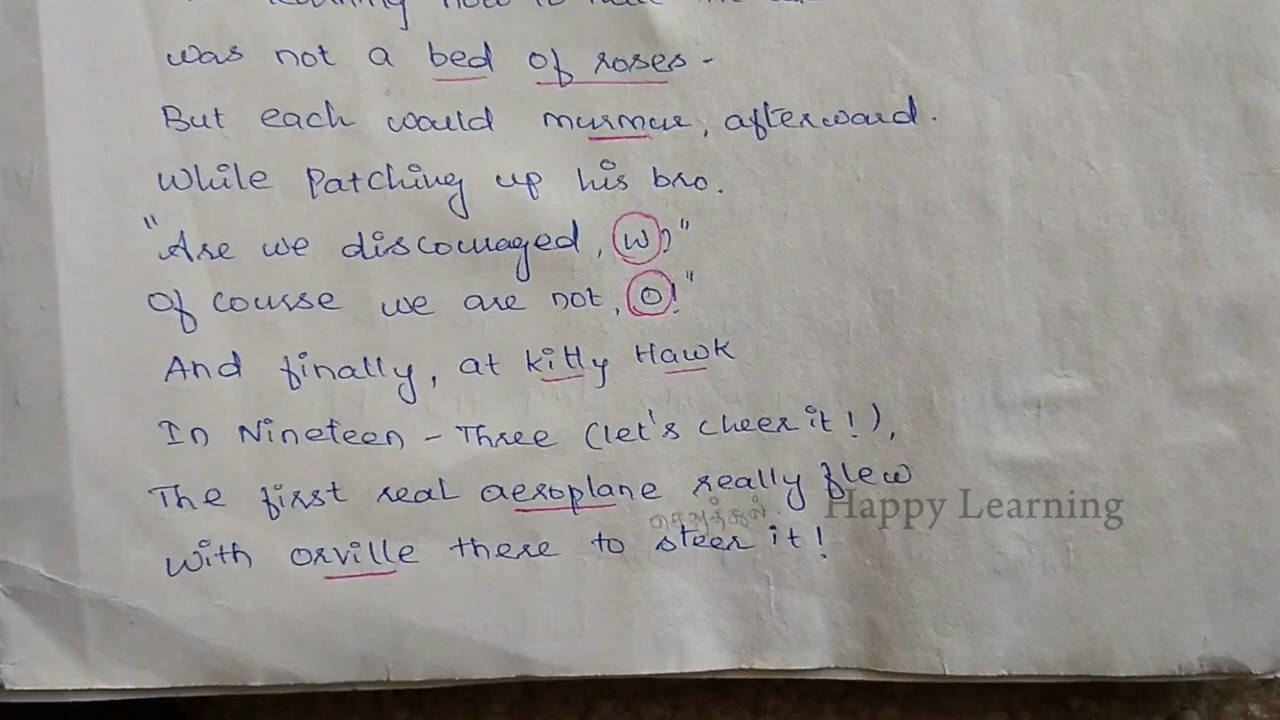 was not a bed of roses -
But each would murmur, afterward.
While Patching up his bro.
"Are we discouraged, W?"
Of course we are not, O!"
And finally, at kitty Hawk
In Nineteen - Three (let's cheer it!),
The first real aeroplane really flew
செலுத்துதல்
Happy Learning
With Orville there to steer it!